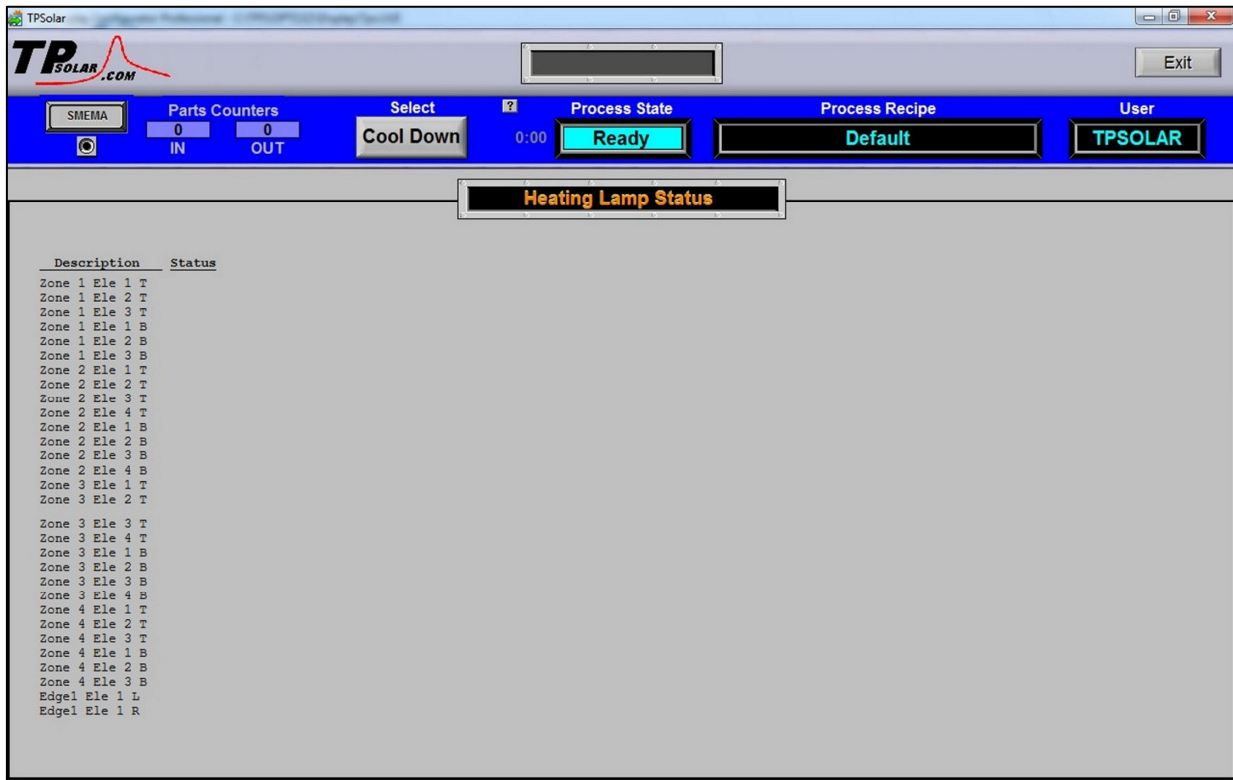 TPSolar
TP SOLAR .COM
Exit
SMEMA
Parts Counters
0 0
IN OUT
Select
Cool Down
?
0:00
Process State
Ready
Process Recipe
Default
User
TPSOLAR
Heating Lamp Status
Description Status
Zone 1 Ele 1 T
Zone 1 Ele 2 T
Zone 1 Ele 3 T
Zone 1 Ele 1 B
Zone 1 Ele 2 B
Zone 1 Ele 3 B
Zone 2 Ele 1 T
Zone 2 Ele 2 T
Zone 2 Ele 3 T
Zone 2 Ele 4 T
Zone 2 Ele 1 B
Zone 2 Ele 2 B
Zone 2 Ele 3 B
Zone 2 Ele 4 B
Zone 3 Ele 1 T
Zone 3 Ele 2 T
Zone 3 Ele 3 T
Zone 3 Ele 4 T
Zone 3 Ele 1 B
Zone 3 Ele 2 B
Zone 3 Ele 3 B
Zone 3 Ele 4 B
Zone 4 Ele 1 T
Zone 4 Ele 2 T
Zone 4 Ele 3 T
Zone 4 Ele 1 B
Zone 4 Ele 2 B
Zone 4 Ele 3 B
Edge1 Ele 1 L
Edge1 Ele 1 R